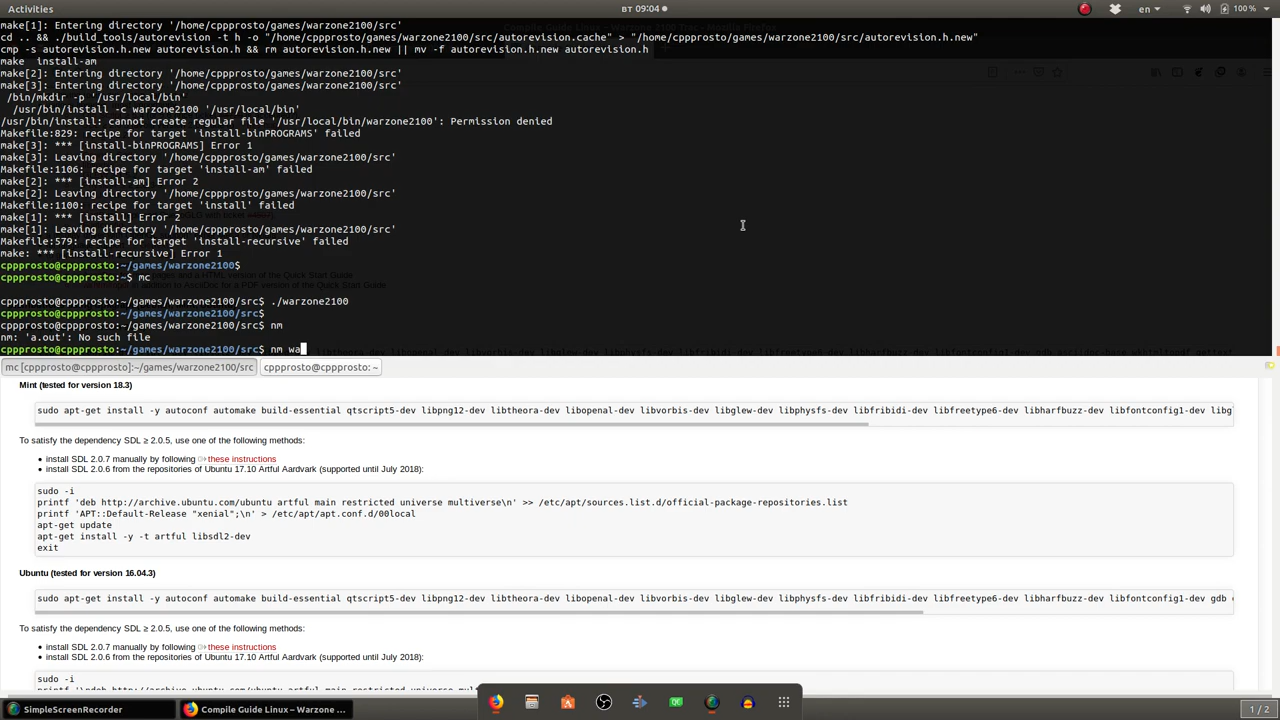 Activities
вт 09:04
en
100 %
make[1]: Entering directory '/home/cppprosto/games/warzone2100/src'
cd .. && ./build_tools/autorevision -t h -o "/home/cppprosto/games/warzone2100/src/autorevision.cache" > "/home/cppprosto/games/warzone2100/src/autorevision.h.new"
cmp -s autorevision.h.new autorevision.h && rm autorevision.h.new || mv -f autorevision.h.new autorevision.h
make  install-am
make[2]: Entering directory '/home/cppprosto/games/warzone2100/src'
make[3]: Entering directory '/home/cppprosto/games/warzone2100/src'
/bin/mkdir -p '/usr/local/bin'
/usr/bin/install -c warzone2100 '/usr/local/bin'
/usr/bin/install: cannot create regular file '/usr/local/bin/warzone2100': Permission denied
Makefile:829: recipe for target 'install-binPROGRAMS' failed
make[3]: *** [install-binPROGRAMS] Error 1
make[3]: Leaving directory '/home/cppprosto/games/warzone2100/src'
Makefile:1106: recipe for target 'install-am' failed
make[2]: *** [install-am] Error 2
make[2]: Leaving directory '/home/cppprosto/games/warzone2100/src'
Makefile:1100: recipe for target 'install' failed
make[1]: *** [install] Error 2
make[1]: Leaving directory '/home/cppprosto/games/warzone2100/src'
Makefile:579: recipe for target 'install-recursive' failed
make: *** [install-recursive] Error 1
cppprosto@cppprosto:~/games/warzone2100$
cppprosto@cppprosto:~$ mc
cppprosto@cppprosto:~/games/warzone2100/src$ ./warzone2100
cppprosto@cppprosto:~/games/warzone2100/src$
cppprosto@cppprosto:~/games/warzone2100/src$ nm
nm: 'a.out': No such file
cppprosto@cppprosto:~/games/warzone2100/src$ nm wa
mc [cppprosto@cppprosto]:~/games/warzone2100/src
cppprosto@cppprosto: ~
Mint (tested for version 18.3)
sudo apt-get install -y autoconf automake build-essential qtscript5-dev libpng12-dev libtheora-dev libopenal-dev libvorbis-dev libglew-dev libphysfs-dev libfribidi-dev libfreetype6-dev libharfbuzz-dev libfontconfig1-dev libg
To satisfy the dependency SDL ≥ 2.0.5, use one of the following methods:
• install SDL 2.0.7 manually by following these instructions
• install SDL 2.0.6 from the repositories of Ubuntu 17.10 Artful Aardvark (supported until July 2018):
sudo -i
printf 'deb http://archive.ubuntu.com/ubuntu artful main restricted universe multiverse\n' >> /etc/apt/sources.list.d/official-package-repositories.list
printf 'APT::Default-Release "xenial";\n' > /etc/apt/apt.conf.d/00local
apt-get update
apt-get install -y -t artful libsdl2-dev
exit
Ubuntu (tested for version 16.04.3)
sudo apt-get install -y autoconf automake build-essential qtscript5-dev libpng12-dev libtheora-dev libopenal-dev libvorbis-dev libglew-dev libphysfs-dev libfribidi-dev libfreetype6-dev libharfbuzz-dev libfontconfig1-dev gdb
To satisfy the dependency SDL ≥ 2.0.5, use one of the following methods:
• install SDL 2.0.7 manually by following these instructions
• install SDL 2.0.6 from the repositories of Ubuntu 17.10 Artful Aardvark (supported until July 2018):
sudo -i
SimpleScreenRecorder
Compile Guide Linux – Warzone ...
1 / 2